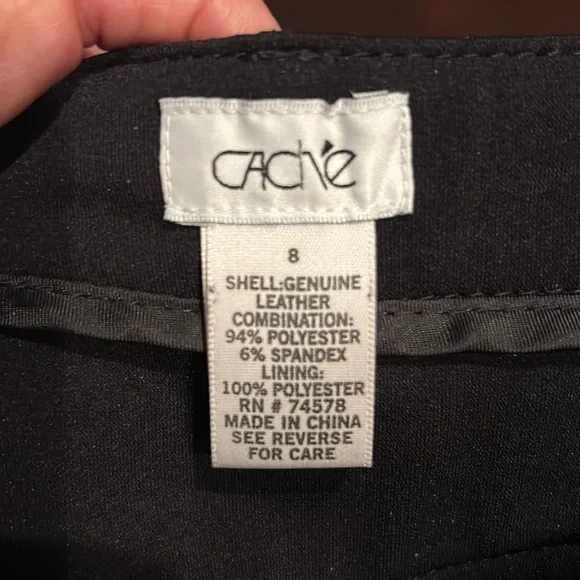 CAChé
8
SHELL:GENUINE
LEATHER
COMBINATION:
94% POLYESTER
6% SPANDEX
LINING:
100% POLYESTER
RN # 74578
MADE IN CHINA
SEE REVERSE
FOR CARE